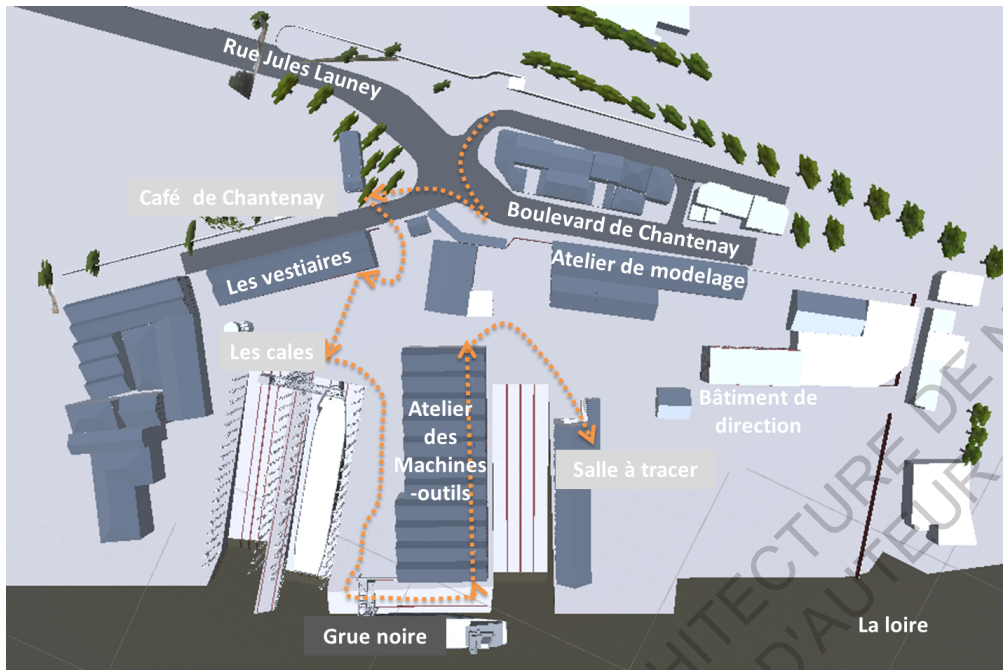 Rue Jules Launey
Café de Chantenay
Boulevard de Chantenay
Les vestiaires
Atelier de modelage
Les cales
Atelier
des
Machines
-outils
Bâtiment de
direction
Salle à tracer
Grue noire
La loire
HITECTURE DE
D'AUTEUR